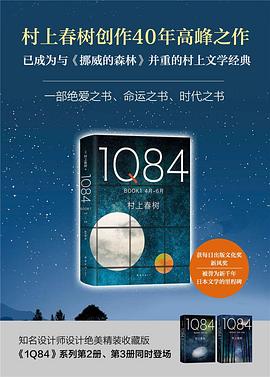 村上春树创作40年高峰之作
已成为与《挪威的森林》并重的村上文学经典
一部绝爱之书、命运之书、时代之书
1Q84
1Q84
BOOK1 4月-6月
村上春树
获每日出版文化奖
新风奖
被誉为新千年
日本文学的里程碑
知名设计师设计绝美精装收藏版
《1Q84》系列第2册、第3册同时登场
1Q84
1Q84